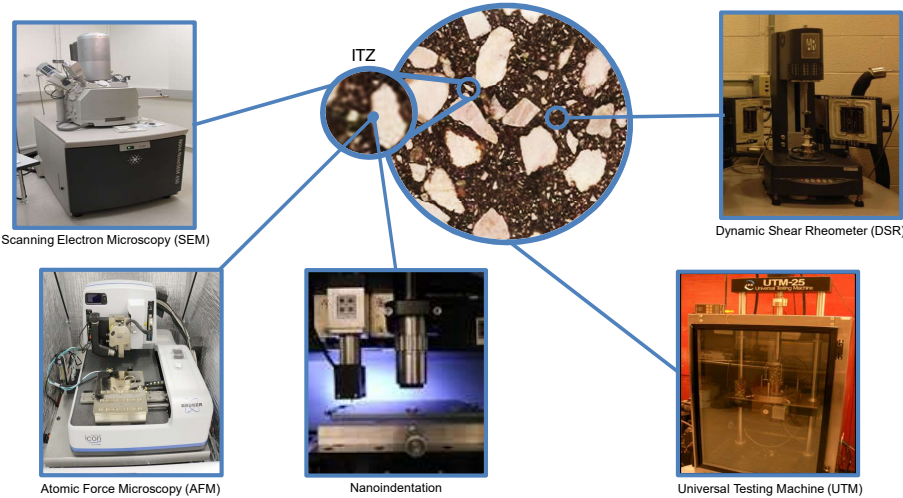 ITZ
Scanning Electron Microscopy (SEM)
Dynamic Shear Rheometer (DSR)
UTM-25
Universal Testing Machine
BRUKER
icon
Atomic Force Microscopy (AFM)
Nanoindentation
Universal Testing Machine (UTM)